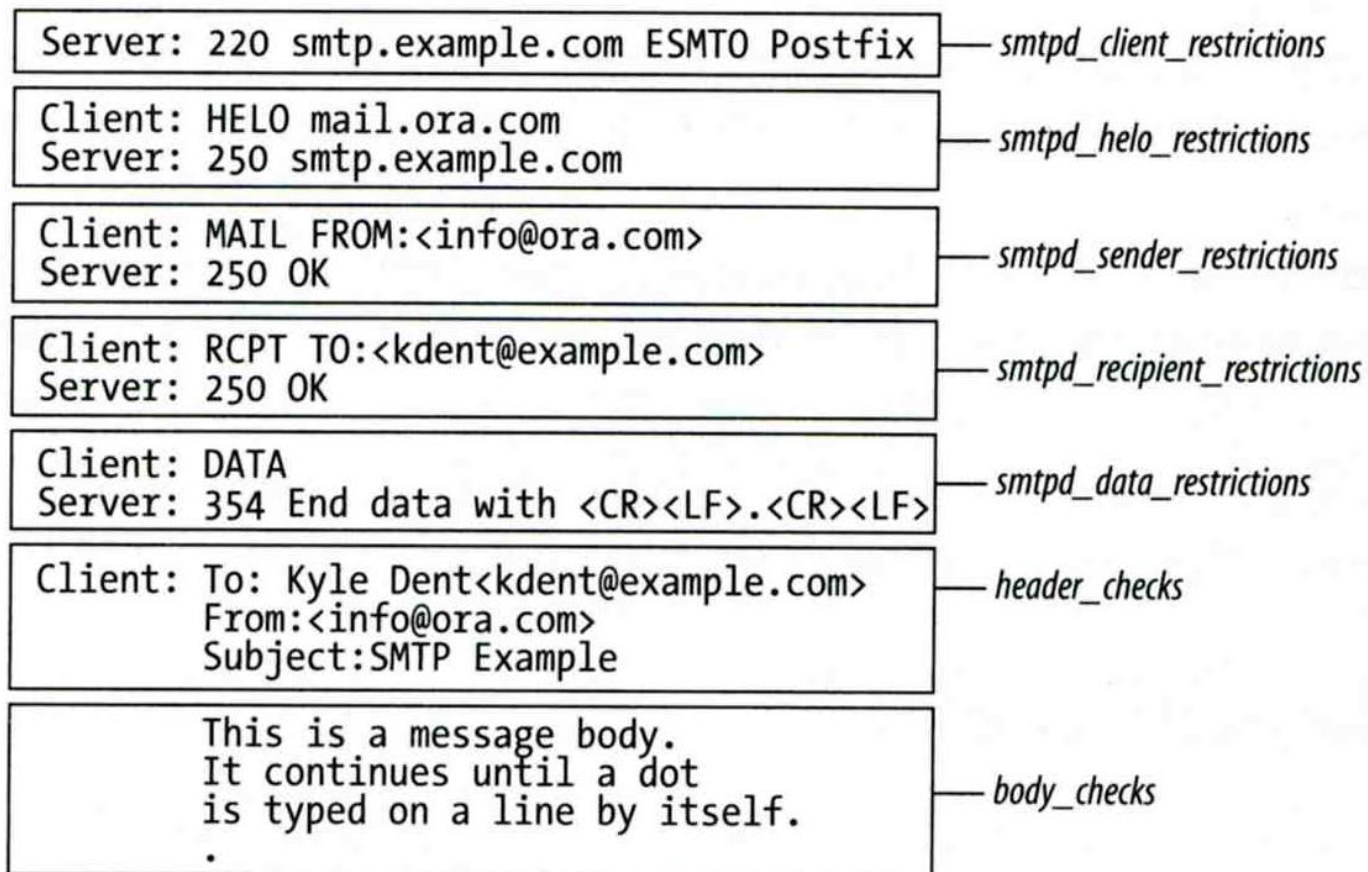 Server: 220 smtp.example.com ESMTO Postfix smtpd_client_restrictions
Client: HELO mail.ora.com
Server: 250 smtp.example.com
smtpd_helo_restrictions
Client: MAIL FROM:<info@ora.com>
Server: 250 OK
smtpd_sender_restrictions
Client: RCPT TO:<kdent@example.com>
Server: 250 OK
smtpd_recipient_restrictions
Client: DATA
Server: 354 End data with <CR><LF>.<CR><LF>
smtpd_data_restrictions
Client: To: Kyle Dent<kdent@example.com>
From:<info@ora.com>
Subject:SMTP Example
header_checks
This is a message body.
It continues until a dot
is typed on a line by itself.
.
body_checks